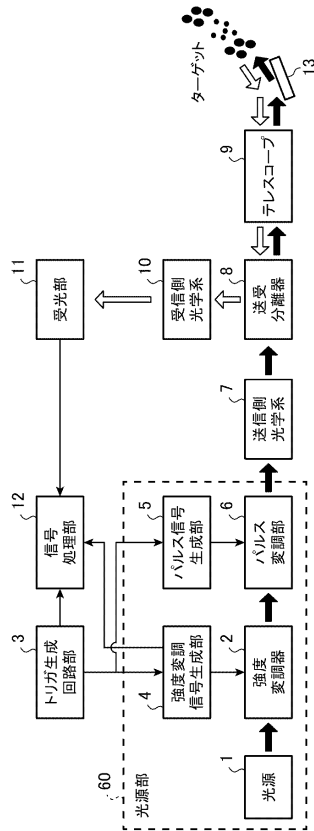 3
トリガ生成
回路部
12
信号
処理部
11
受光部
60
光源部
4
強度変調
信号生成部
5
パルス信号
生成部
10
受信側
光学系
1
光源
2
強度
変調器
6
パルス
変調部
7
送信側
光学系
8
送受
分離器
9
テレスコープ
ターゲット
13